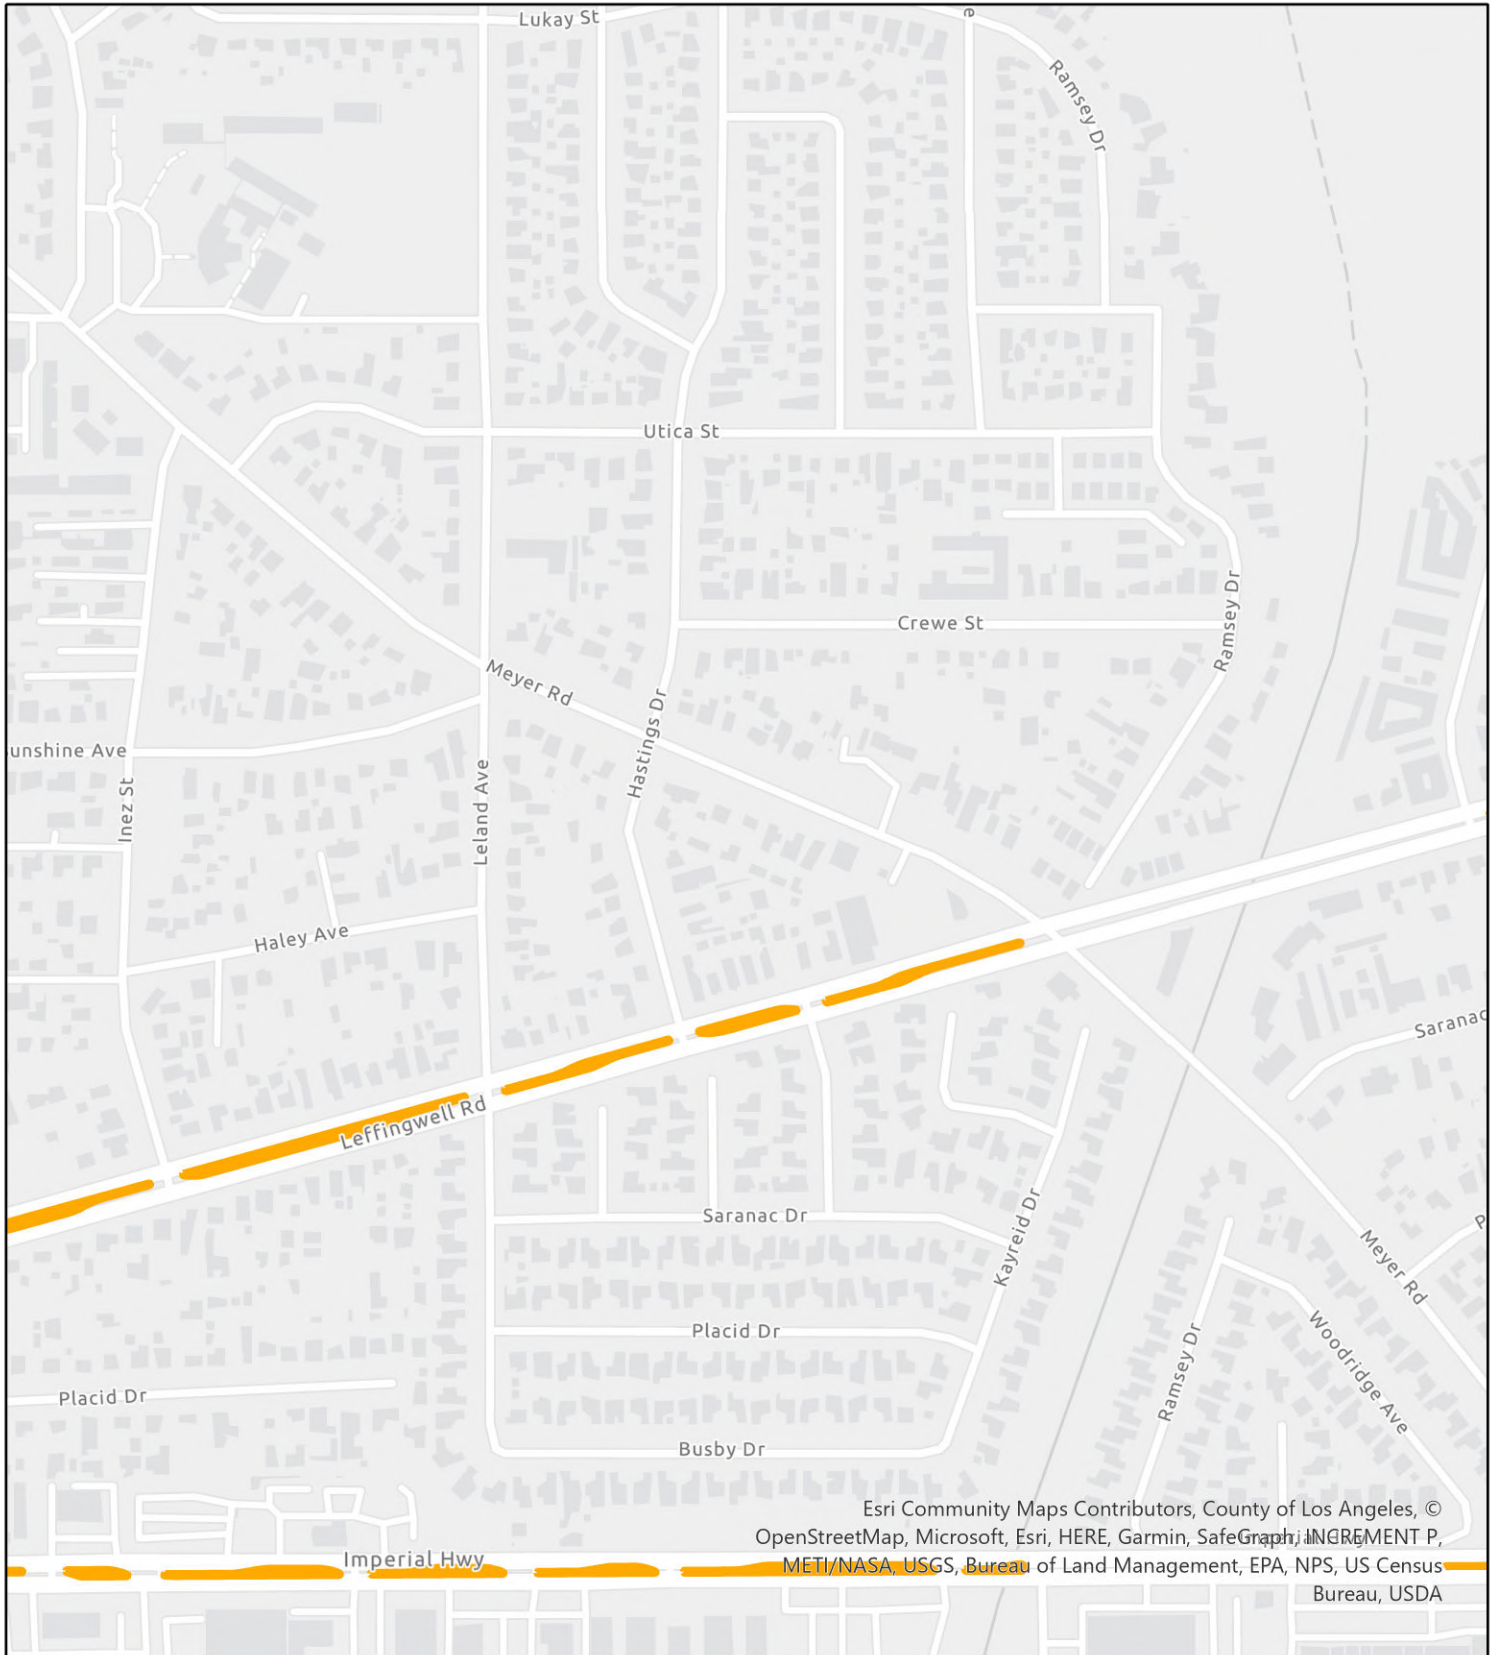 Lukay St
e
Ramsey Dr
Utica St
Crewe St
Ramsey Dr
Meyer Rd
Hastings Dr
unshine Ave
Inez St
Leland Ave
Haley Ave
Saranac
Leffingwell Rd
Saranac Dr
Kayreid Dr
Meyer Rd
P
Placid Dr
Ramsey Dr
Woodridge Ave
Placid Dr
Busby Dr
Imperial Hwy
Esri Community Maps Contributors, County of Los Angeles, ©
OpenStreetMap, Microsoft, Esri, HERE, Garmin, SafeGraph, INCREMENT P,
METI/NASA, USGS, Bureau of Land Management, EPA, NPS, US Census
Bureau, USDA